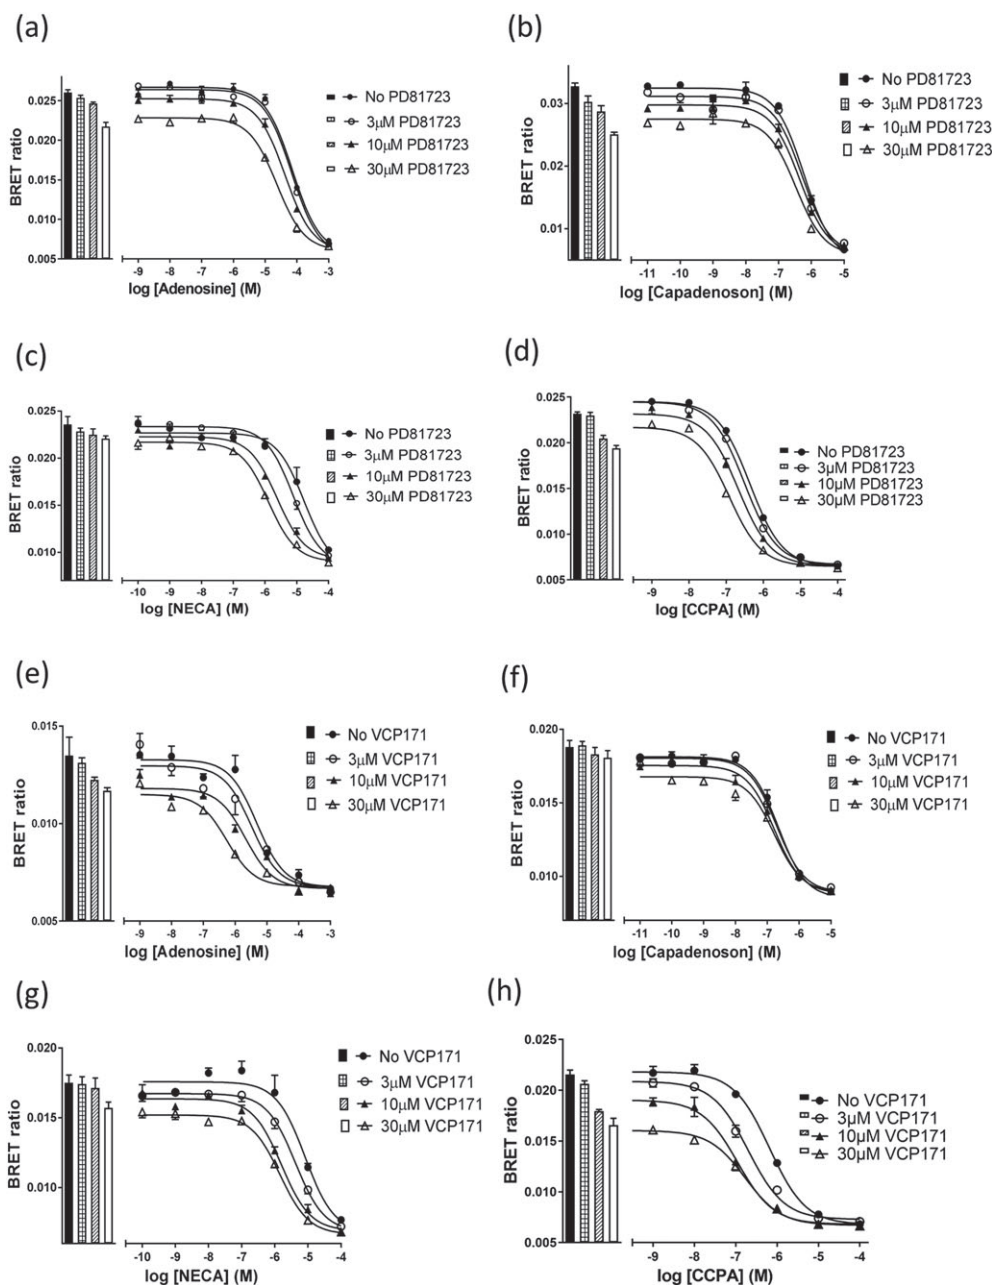 (a)
BRET ratio
0.025
0.020
0.015
0.010
0.005
-9 -8 -7 -6 -5 -4 -3
log [Adenosine] (M)
No PD81723
3µM PD81723
10µM PD81723
30µM PD81723
(b)
BRET ratio
0.03
0.02
0.01
-11 -10 -9 -8 -7 -6 -5
log [Capadenoson] (M)
No PD81723
3µM PD81723
10µM PD81723
30µM PD81723
(c)
BRET ratio
0.025
0.020
0.015
0.010
-10 -9 -8 -7 -6 -5 -4
log [NECA] (M)
No PD81723
3µM PD81723
10µM PD81723
30µM PD81723
(d)
BRET ratio
0.025
0.020
0.015
0.010
0.005
-9 -8 -7 -6 -5 -4
log [CCPA] (M)
No PD81723
3µM PD81723
10µM PD81723
30µM PD81723
(e)
BRET ratio
0.015
0.010
0.005
-9 -8 -7 -6 -5 -4 -3
log [Adenosine] (M)
No VCP171
3µM VCP171
10µM VCP171
30µM VCP171
(f)
BRET ratio
0.020
0.015
0.010
-11 -10 -9 -8 -7 -6 -5
log [Capadenoson] (M)
No VCP171
3µM VCP171
10µM VCP171
30µM VCP171
(g)
BRET ratio
0.020
0.015
0.010
-10 -9 -8 -7 -6 -5 -4
log [NECA] (M)
No VCP171
3µM VCP171
10µM VCP171
30µM VCP171
(h)
BRET ratio
0.025
0.020
0.015
0.010
0.005
0.000
-9 -8 -7 -6 -5 -4
log [CCPA] (M)
No VCP171
3µM VCP171
10µM VCP171
30µM VCP171